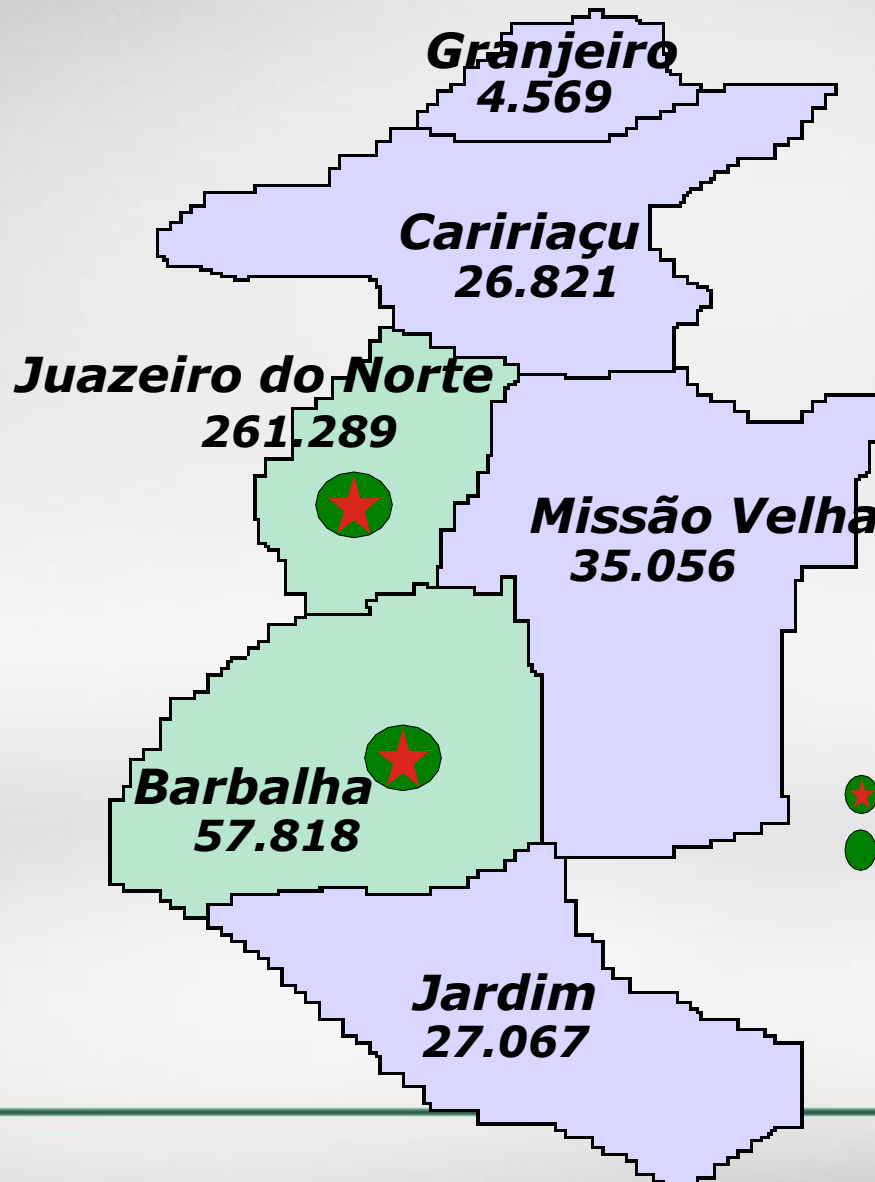 Granjeiro
4.569
Caririaçu
26.821
Juazeiro do Norte
261.289
Missão Velha
35.056
Barbalha
57.818
Jardim
27.067